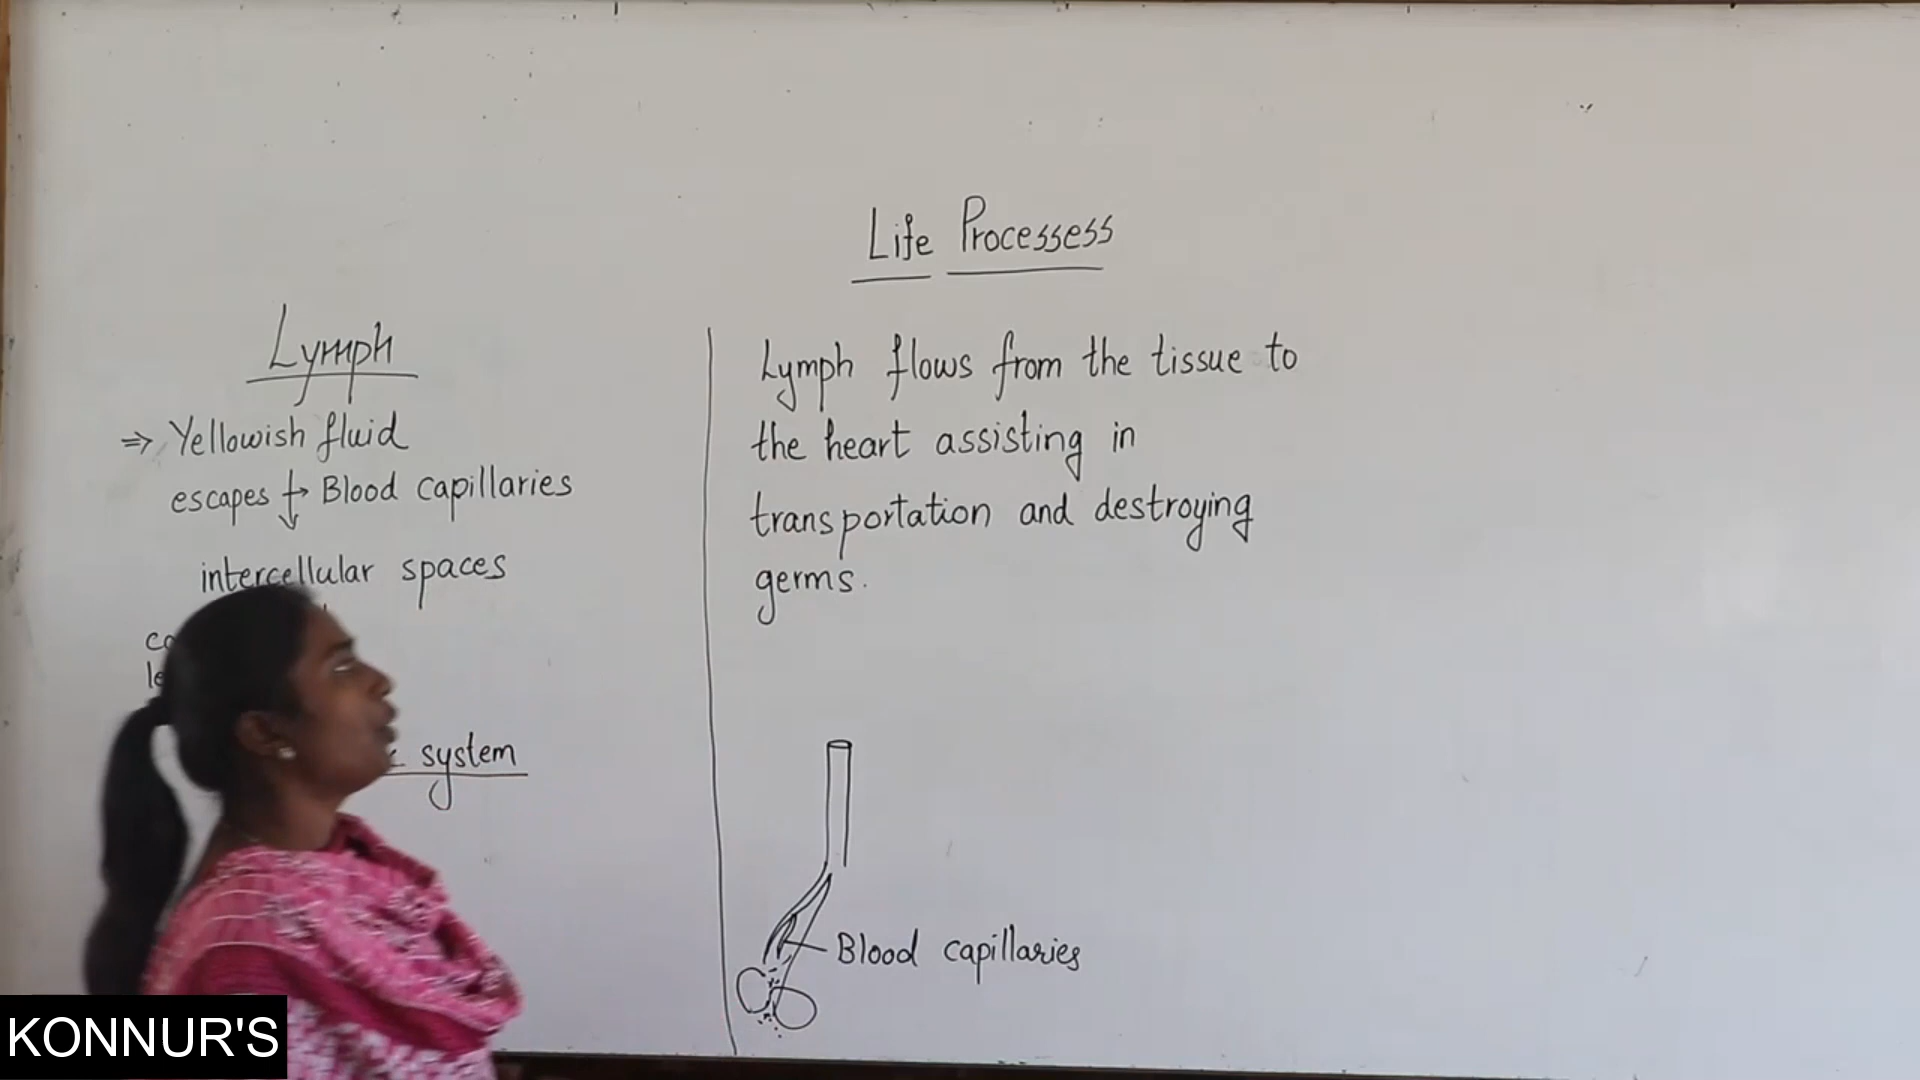 Life Processess
Lymph
⇒ Yellowish fluid
escapes → Blood capillaries
intercellular spaces
system
Lymph flows from the tissue to
the heart assisting in
transportation and destroying
germs.
Blood capillaries
KONNUR'S